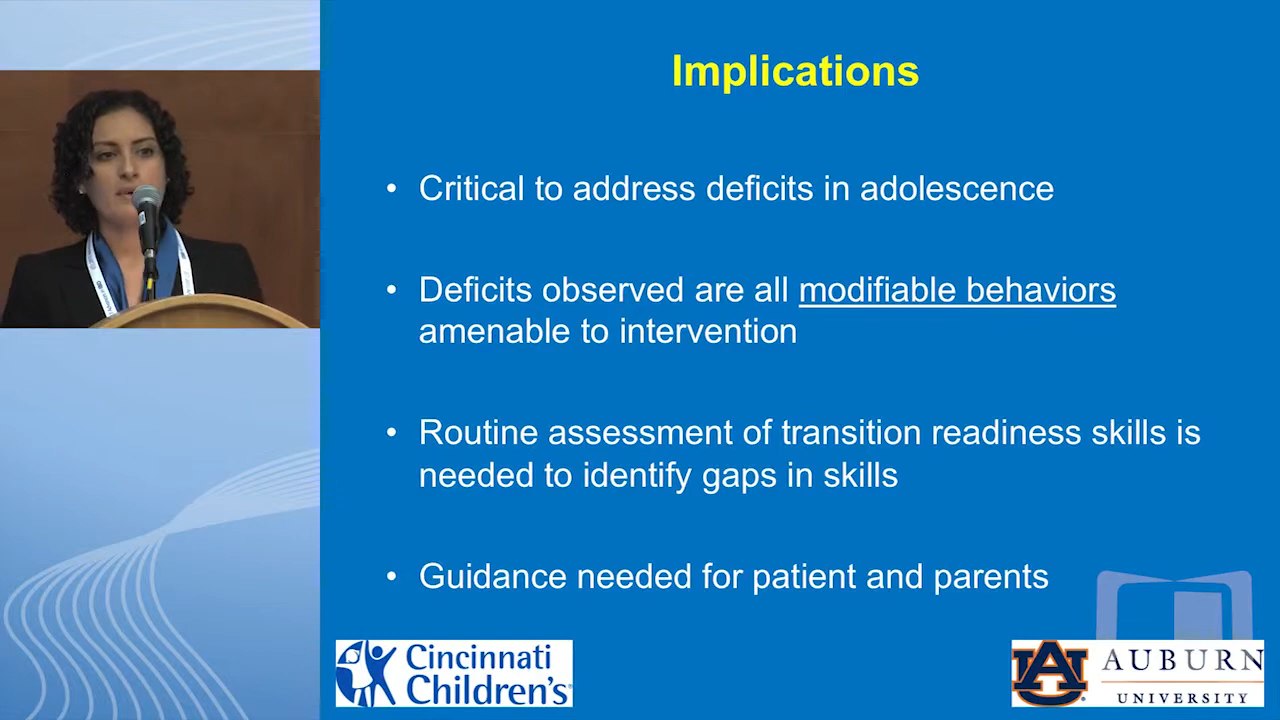 Implications
• Critical to address deficits in adolescence
• Deficits observed are all modifiable behaviors
amenable to intervention
• Routine assessment of transition readiness skills is
needed to identify gaps in skills
• Guidance needed for patient and parents
Cincinnati
Children's
AUBURN
UNIVERSITY